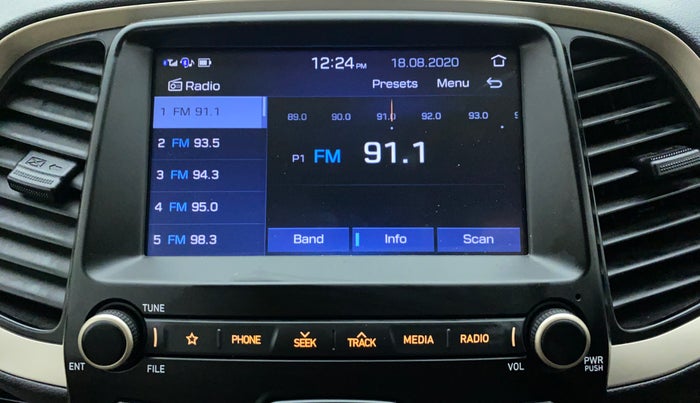 12:24 PM 18.08.2020
Radio Presets Menu
1 FM 91.1
2 FM 93.5
3 FM 94.3
4 FM 95.0
5 FM 98.3
89.0 90.0 91.0 92.0 93.0
P1 FM 91.1
Band Info Scan
TUNE
PHONE SEEK TRACK MEDIA RADIO
ENT FILE VOL PWR
PUSH